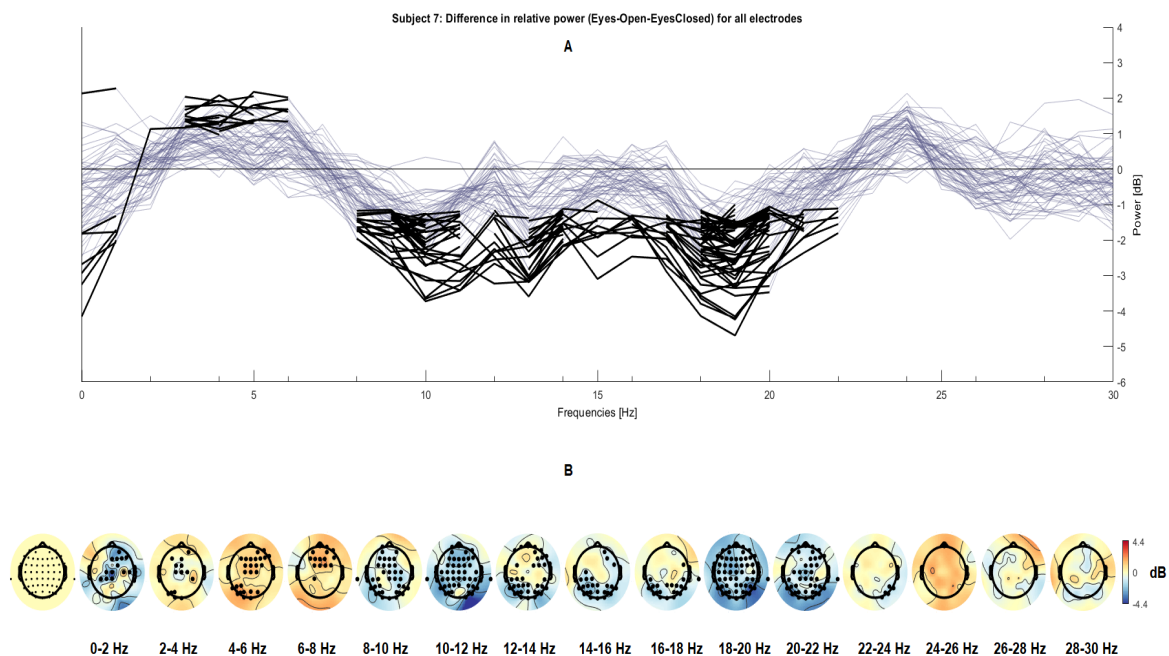 Subject 7: Difference in relative power (Eyes-Open-EyesClosed) for all electrodes
A
4
3
2
1
0
-1
-2
-3
-4
-5
-6
Power [dB]
0 5 10 15 20 25 30
Frequencies [Hz]
B
4.4
0
-4.4
dB
0-2 Hz 2-4 Hz 4-6 Hz 6-8 Hz 8-10 Hz 10-12 Hz 12-14 Hz 14-16 Hz 16-18 Hz 18-20 Hz 20-22 Hz 22-24 Hz 24-26 Hz 26-28 Hz 28-30 Hz